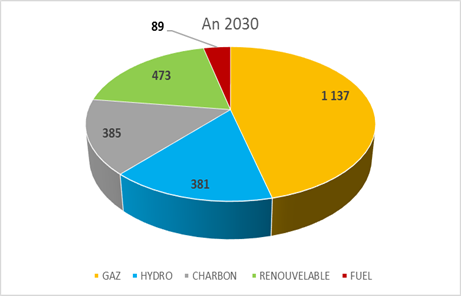 An 2030
89
473
1 137
385
381
GAZ HYDRO CHARBON RENOUVELABLE FUEL